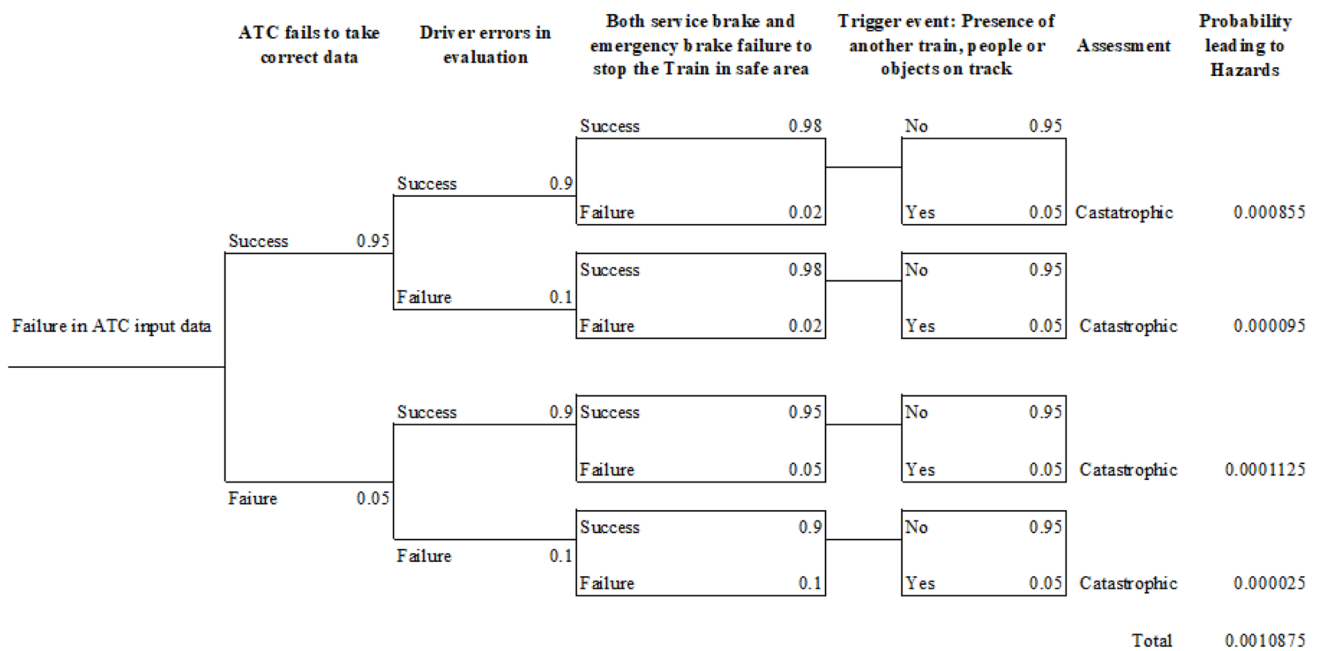 ATC fails to take
correct data
Driver errors in
evaluation
Both service brake and
emergency brake failure to
stop the Train in safe area
Trigger event: Presence of
another train, people or
objects on track
Assessment
Probability
leading to
Hazards
Success 0.98 No 0.95
Success 0.9
Failure 0.02 Yes 0.05 Castatrophic 0.000855
Success 0.95
Success 0.98 No 0.95
Failure 0.1
Failure in ATC input data
Failure 0.02 Yes 0.05 Catastrophic 0.000095
Success 0.9 Success 0.95 No 0.95
Failure 0.05 Yes 0.05 Catastrophic 0.0001125
Faiure 0.05
Success 0.9 No 0.95
Failure 0.1
Failure 0.1 Yes 0.05 Catastrophic 0.000025
Total 0.0010875